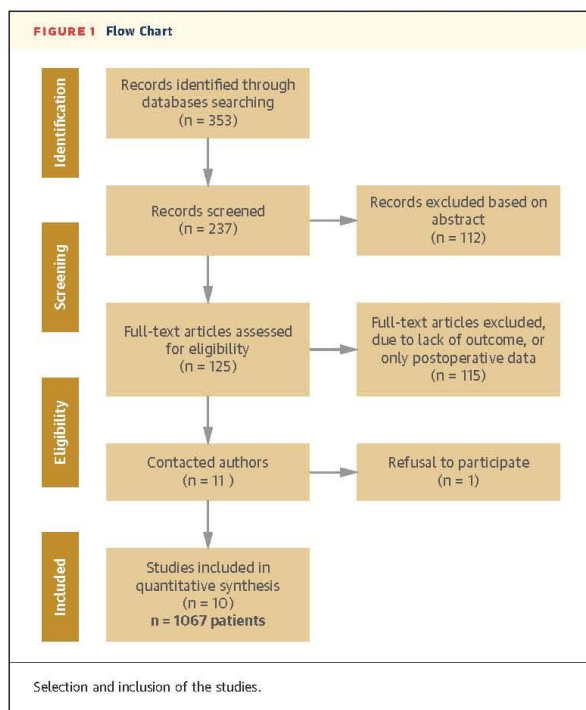 FIGURE 1 Flow Chart
Identification
Records identified through
databases searching
(n = 353)
Records screened
(n = 237)
Records excluded based on
abstract
(n = 112)
Screening
Full-text articles assessed
for eligibility
(n = 125)
Full-text articles excluded,
due to lack of outcome, or
only postoperative data
(n = 115)
Eligibility
Contacted authors
(n = 11 )
Refusal to participate
(n = 1)
Included
Studies included in
quantitative synthesis
(n = 10)
n = 1067 patients
Selection and inclusion of the studies.